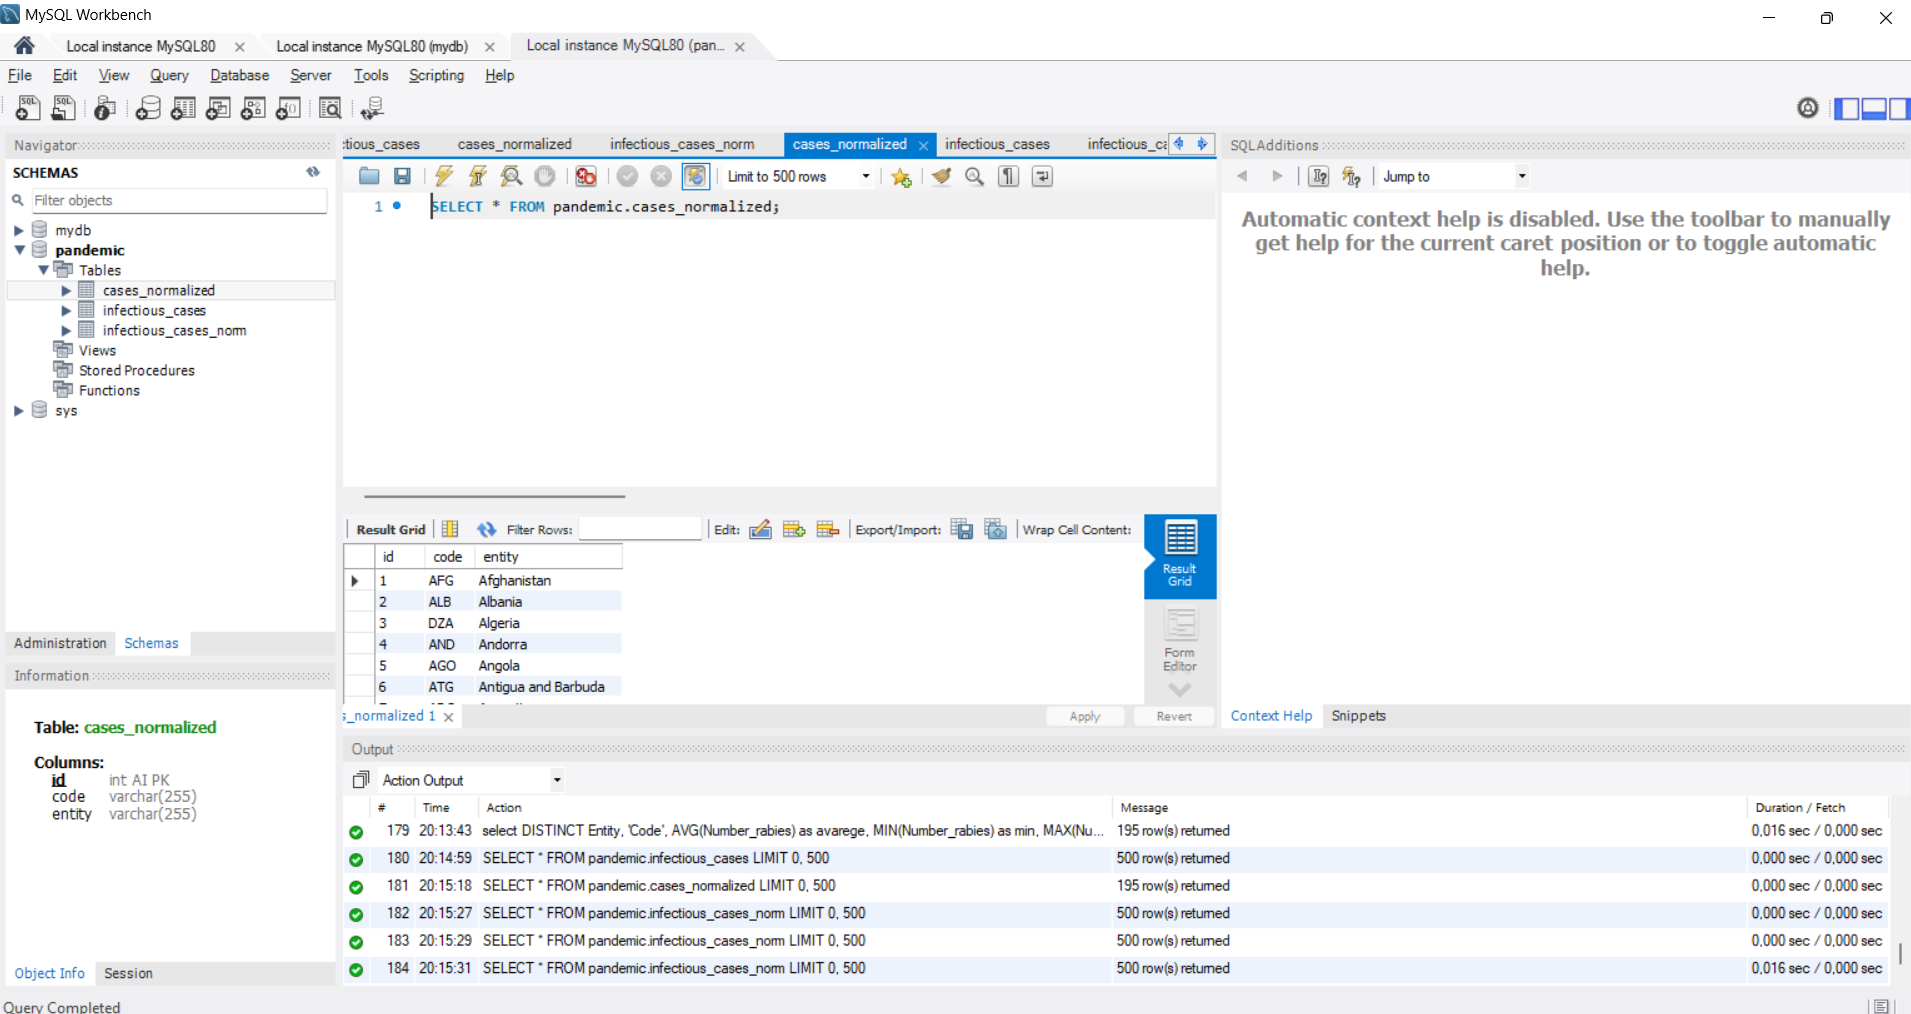 MySQL Workbench
Local instance MySQL80
Local instance MySQL80 (mydb)
Local instance MySQL80 (pan...
File Edit View Query Database Server Tools Scripting Help
Navigator
SCHEMAS
Filter objects
mydb
pandemic
Tables
cases_normalized
infectious_cases
infectious_cases_norm
Views
Stored Procedures
Functions
sys
Administration Schemas
Information
Table: cases_normalized
Columns:
id int AI PK
code varchar(255)
entity varchar(255)
Object Info Session
Query Completed
tious_cases cases_normalized infectious_cases_norm cases_normalized infectious_cases infectious_ca
Limit to 500 rows
1 SELECT * FROM pandemic.cases_normalized;
Result Grid Filter Rows: Edit: Export/Import: Wrap Cell Content:
id code entity
1 AFG Afghanistan
2 ALB Albania
3 DZA Algeria
4 AND Andorra
5 AGO Angola
6 ATG Antigua and Barbuda
Result
Grid
Form
Editor
s_normalized 1
Apply Revert
SQLAdditions
Jump to
Automatic context help is disabled. Use the toolbar to manually
get help for the current caret position or to toggle automatic
help.
Context Help Snippets
Output
Action Output
# Time Action Message Duration / Fetch
179 20:13:43 select DISTINCT Entity, 'Code', AVG(Number_rabies) as avarege, MIN(Number_rabies) as min, MAX(Nu... 195 row(s) returned 0,016 sec / 0,000 sec
180 20:14:59 SELECT * FROM pandemic.infectious_cases LIMIT 0, 500 500 row(s) returned 0,000 sec / 0,000 sec
181 20:15:18 SELECT * FROM pandemic.cases_normalized LIMIT 0, 500 195 row(s) returned 0,000 sec / 0,000 sec
182 20:15:27 SELECT * FROM pandemic.infectious_cases_norm LIMIT 0, 500 500 row(s) returned 0,000 sec / 0,000 sec
183 20:15:29 SELECT * FROM pandemic.infectious_cases_norm LIMIT 0, 500 500 row(s) returned 0,000 sec / 0,000 sec
184 20:15:31 SELECT * FROM pandemic.infectious_cases_norm LIMIT 0, 500 500 row(s) returned 0,016 sec / 0,000 sec